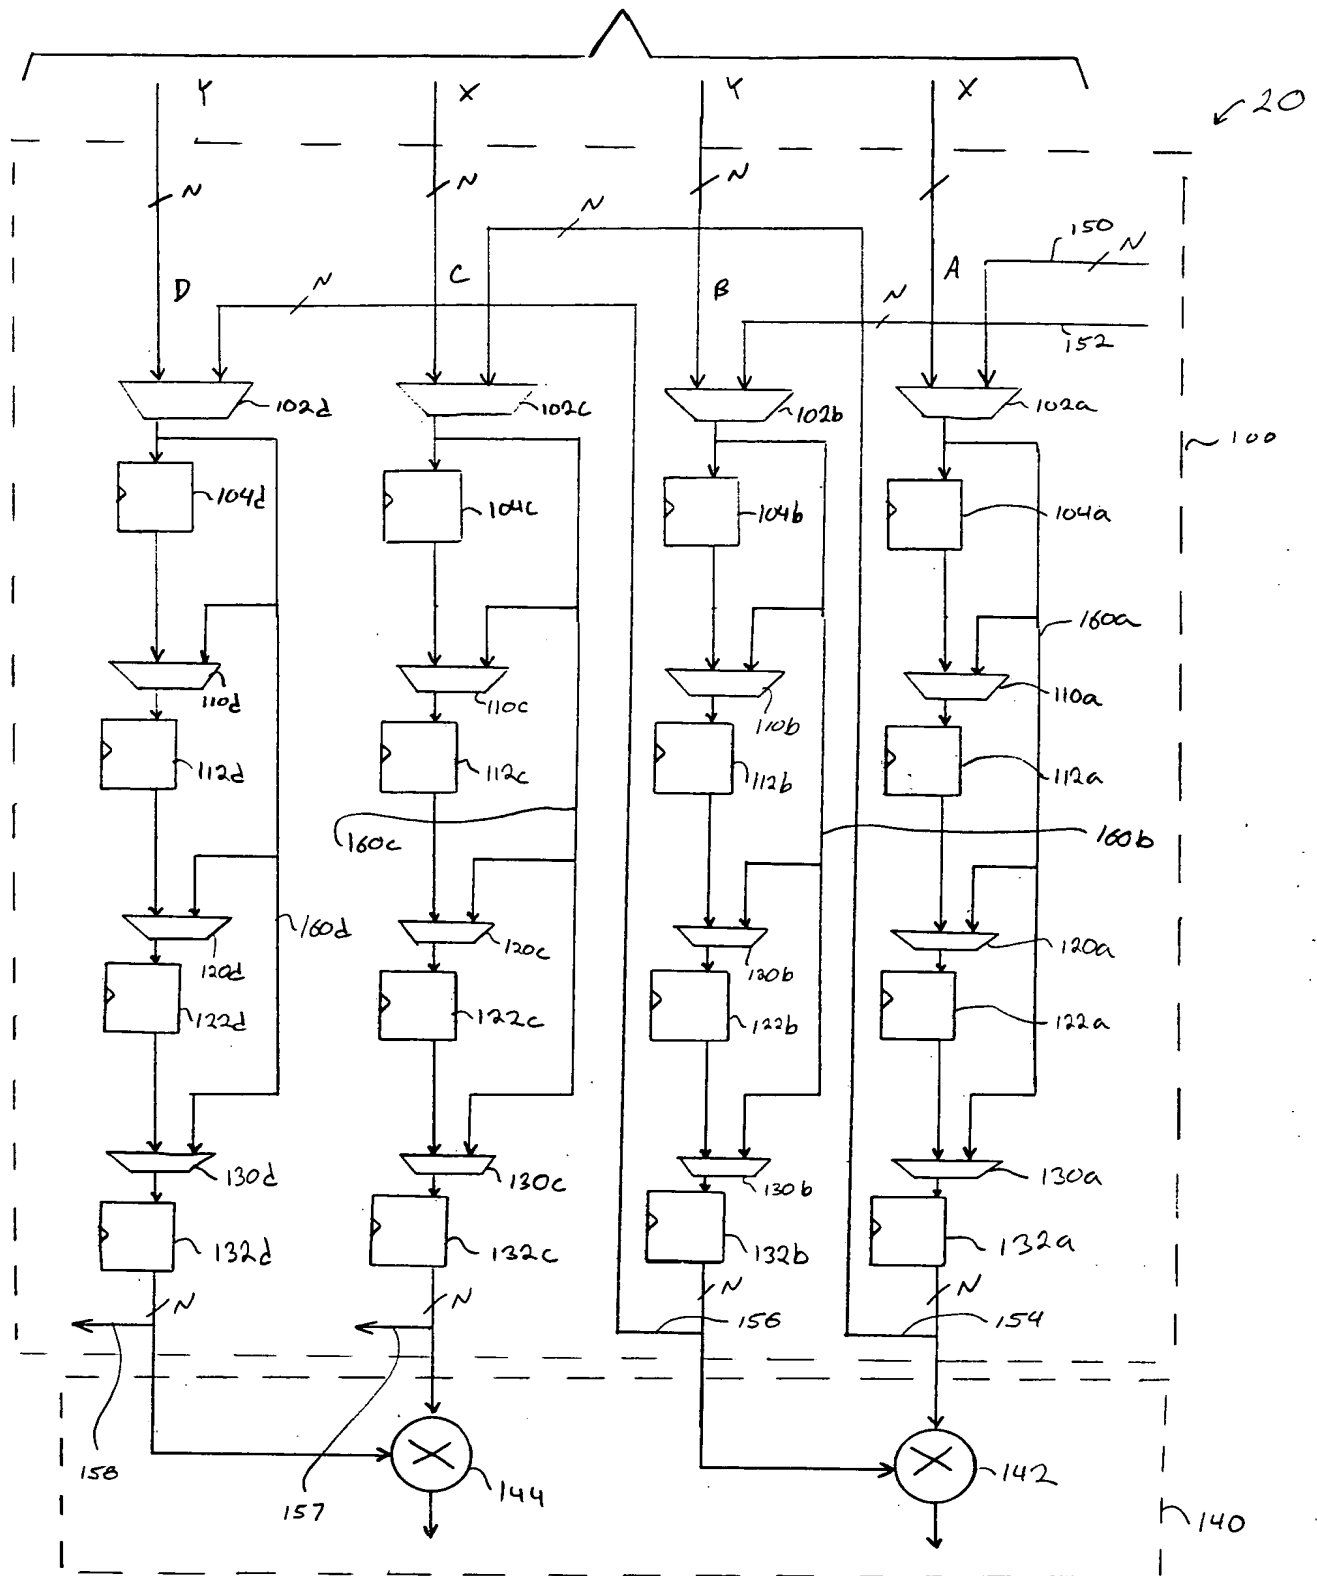 Y X Y X
20
N N N
N 150 N
D C B A
N N
152
102d 102c 102b 102a
100
104d 104c 104b 104a
160a
110d 110c 110b 110a
112d 112c 112b 112a
160c 160b
160d
120d 120c 120b 120a
122d 122c 122b 122a
130d 130c 130b 130a
132d 132c 132b 132a
N N N N
156 154
158
157
144 142
140